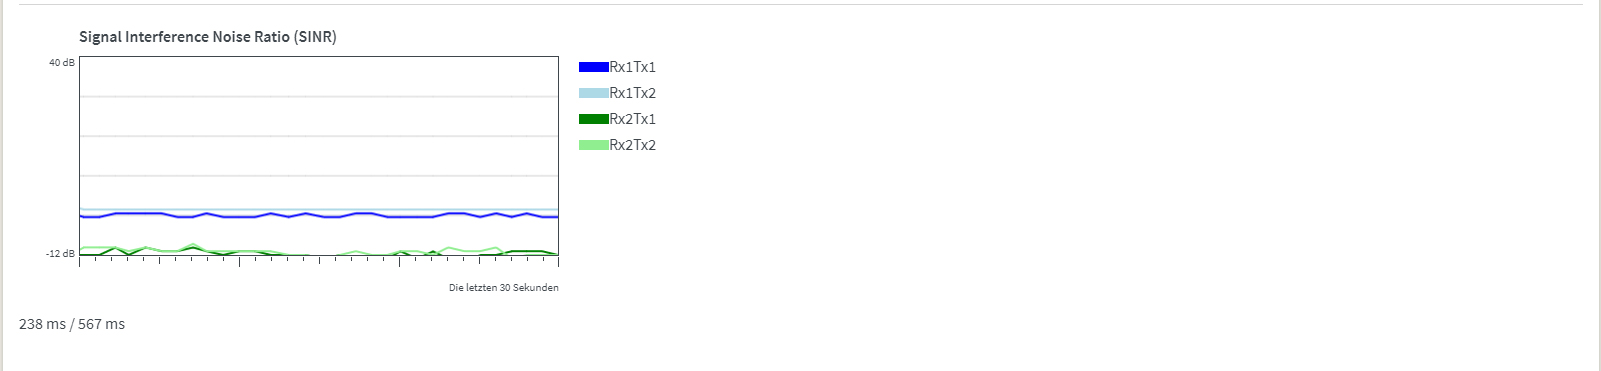 Signal Interference Noise Ratio (SINR)
40 dB
Rx1Tx1
Rx1Tx2
Rx2Tx1
Rx2Tx2
-12 dB
Die letzten 30 Sekunden
238 ms / 567 ms